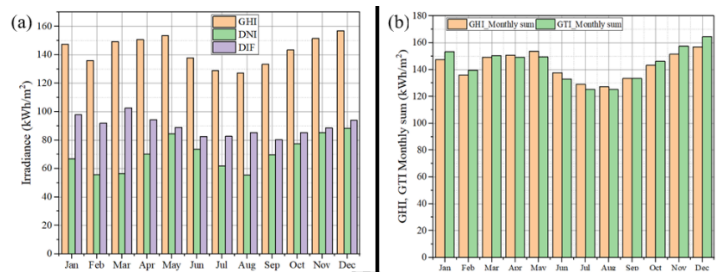 (a)
GHI
DNI
DIF
Irradiance (kWh/m²)
160
140
120
100
80
60
40
20
0
Jan Feb Mar Apr May Jun Jul Aug Sep Oct Nov Dec
(b)
GHI_Monthly sum GTI_Monthly sum
GHI, GTI Monthly sum (kWh/m²)
180
160
140
120
100
80
60
40
20
0
Jan Feb Mar Apr May Jun Jul Aug Sep Oct Nov Dec